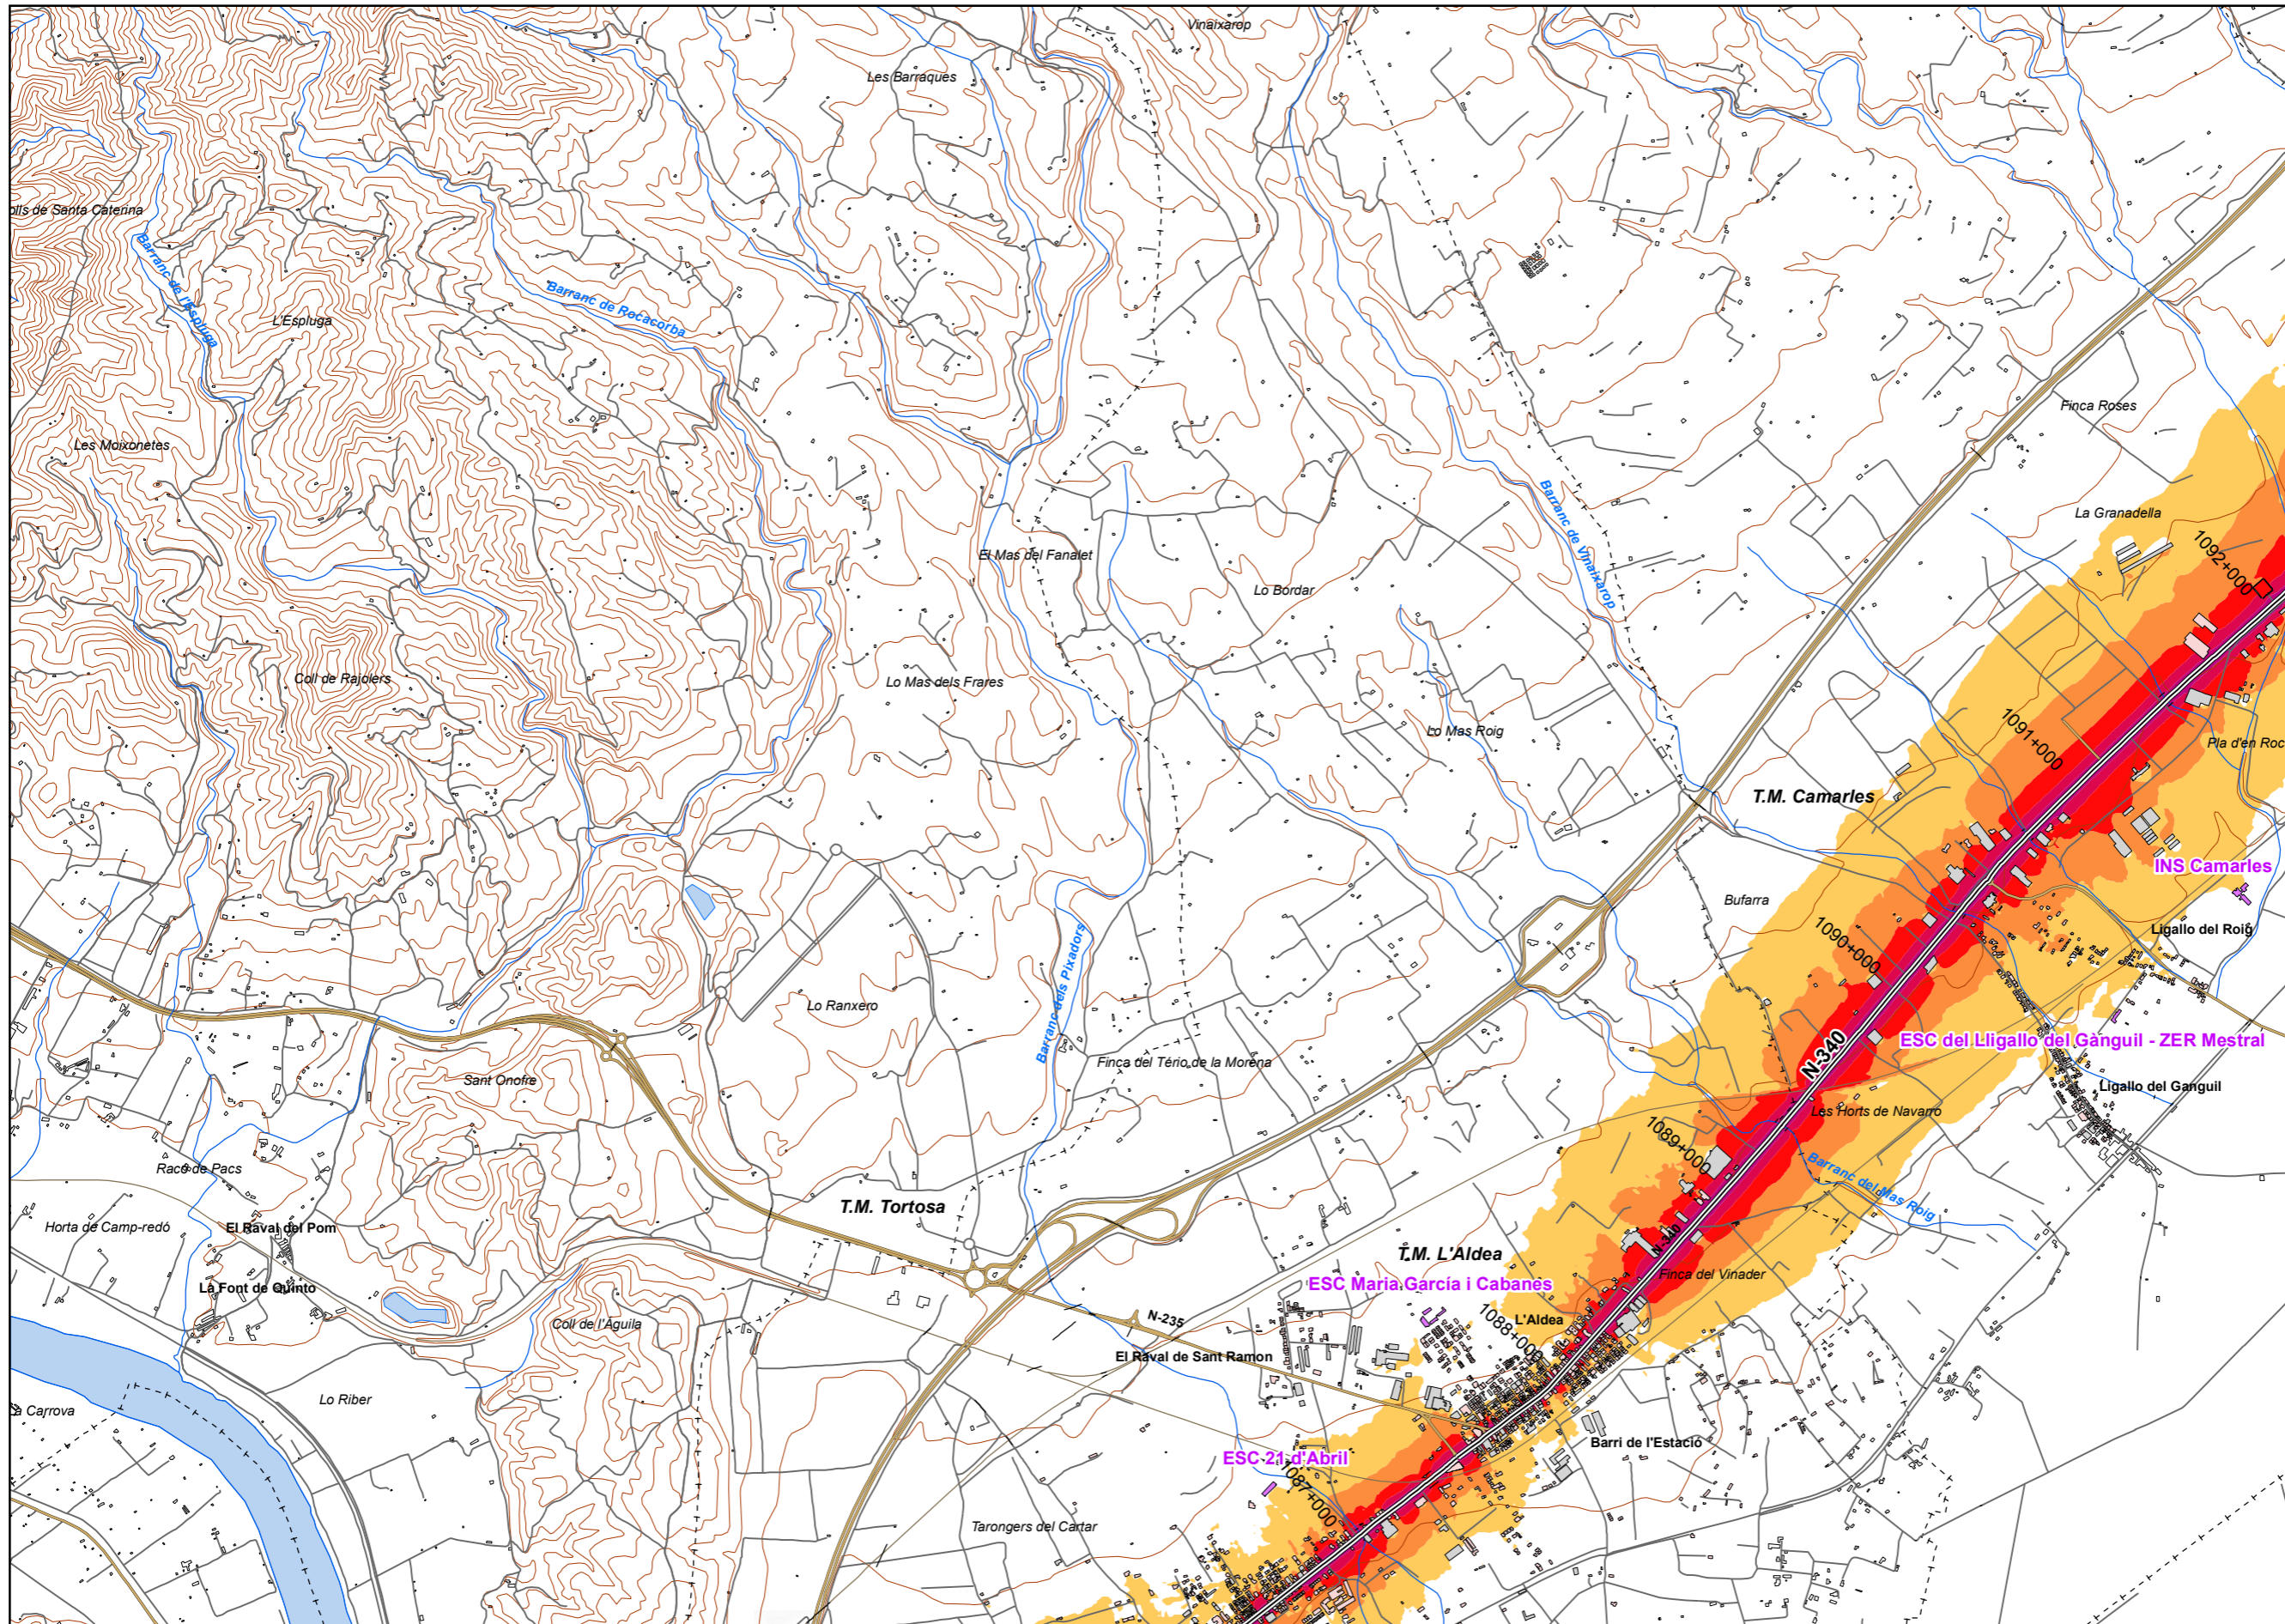 Vinaixarop
Les Barraques
olls de Santa Caterina
Barranc de l'Espluga
Barranc de Rocacorba
L'Espluga
Finca Roses
Les Moixonetes
Barranc de Vinaixarop
La Granadella
1092+000
El Mas del Fanalet
Lo Bordar
Coll de Rajolers
Lo Mas dels Frares
Lo Mas Roig
1091+000
Pla d'en Roc
T.M. Camarles
INS Camarles
Bufarra
Ligallo del Roig
1090+000
Barranc dels Pixadors
Lo Ranxero
N-340
ESC del Lligallo del Gànguil - ZER Mestral
Finca del Tério de la Morena
Sant Onofre
Ligallo del Ganguil
Les Horts de Navarro
1089+000
Racó de Pacs
Barranc del Mas Roig
T.M. Tortosa
Horta de Camp-redó
El Raval del Pom
N-340
T.M. L'Aldea
Finca del Vinader
ESC Maria García i Cabanes
La Font de Quinto
Coll de l'Àguila
N-235
1088+000
L'Aldea
El Raval de Sant Ramon
Lo Riber
a Carrova
Barri de l'Estació
ESC 21 d'Abril
1087+000
Tarongers del Cartar